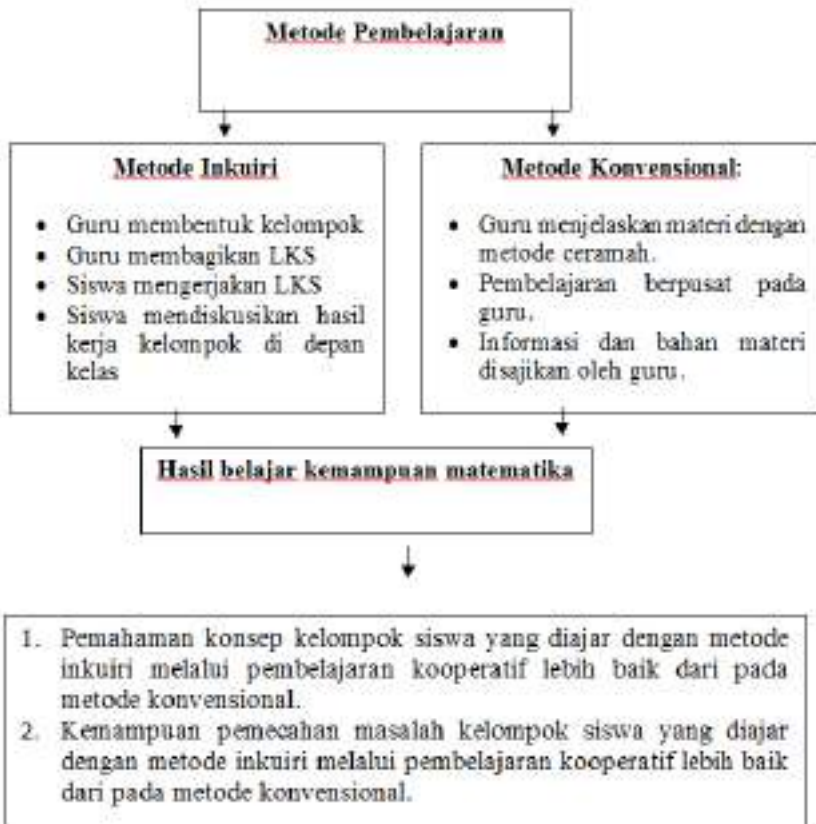 Metode Pembelajaran
Metode Inkuiri
• Guru membentuk kelompok
• Guru membagikan LKS
• Siswa mengerjakan LKS
• Siswa mendiskusikan hasil
kerja kelompok di depan
kelas
Metode Konvensional:
• Guru menjelaskan materi dengan
metode ceramah.
• Pembelajaran berpusat pada
guru.
• Informasi dan bahan materi
disajikan oleh guru.
Hasil belajar kemampuan matematika
1. Pemahaman konsep kelompok siswa yang diajar dengan metode
inkuiri melalui pembelajaran kooperatif lebih baik dari pada
metode konvensional.
2. Kemampuan pemecahan masalah kelompok siswa yang diajar
dengan metode inkuiri melalui pembelajaran kooperatif lebih baik
dari pada metode konvensional.